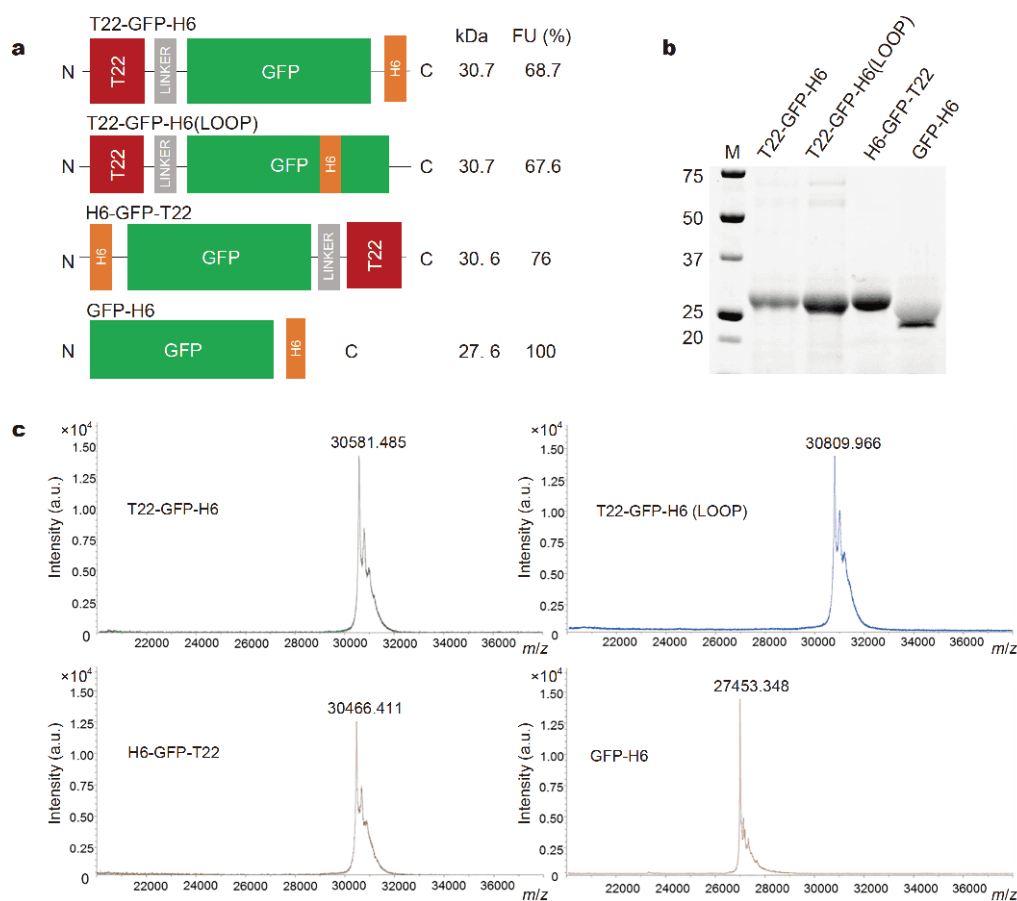 a
T22-GFP-H6
kDa FU (%)
N T22 LINKER GFP H6 C 30.7 68.7
T22-GFP-H6(LOOP)
N T22 LINKER GFP H6 C 30.7 67.6
H6-GFP-T22
N H6 GFP LINKER T22 C 30. 6 76
GFP-H6
N GFP H6 C 27. 6 100
b
M T22-GFP-H6 T22-GFP-H6(LOOP) H6-GFP-T22 GFP-H6
75
50
37
25
20
c
×10⁴
30581.485
1.50
1.25
1.00
0.75
0.50
0.25
0
Intensity (a.u.)
T22-GFP-H6
22000 24000 26000 28000 30000 32000 34000 36000
m/z
×10⁴
30809.966
1.50
1.25
1.00
0.75
0.50
0.25
0
Intensity (a.u.)
T22-GFP-H6 (LOOP)
22000 24000 26000 28000 30000 32000 34000 36000
m/z
×10⁴
30466.411
1.50
1.25
1.00
0.75
0.50
0.25
0
Intensity (a.u.)
H6-GFP-T22
22000 24000 26000 28000 30000 32000 34000 36000
m/z
×10⁴
27453.348
1.50
1.25
1.00
0.75
0.50
0.25
0
Intensity (a.u.)
GFP-H6
22000 24000 26000 28000 30000 32000 34000 36000
m/z